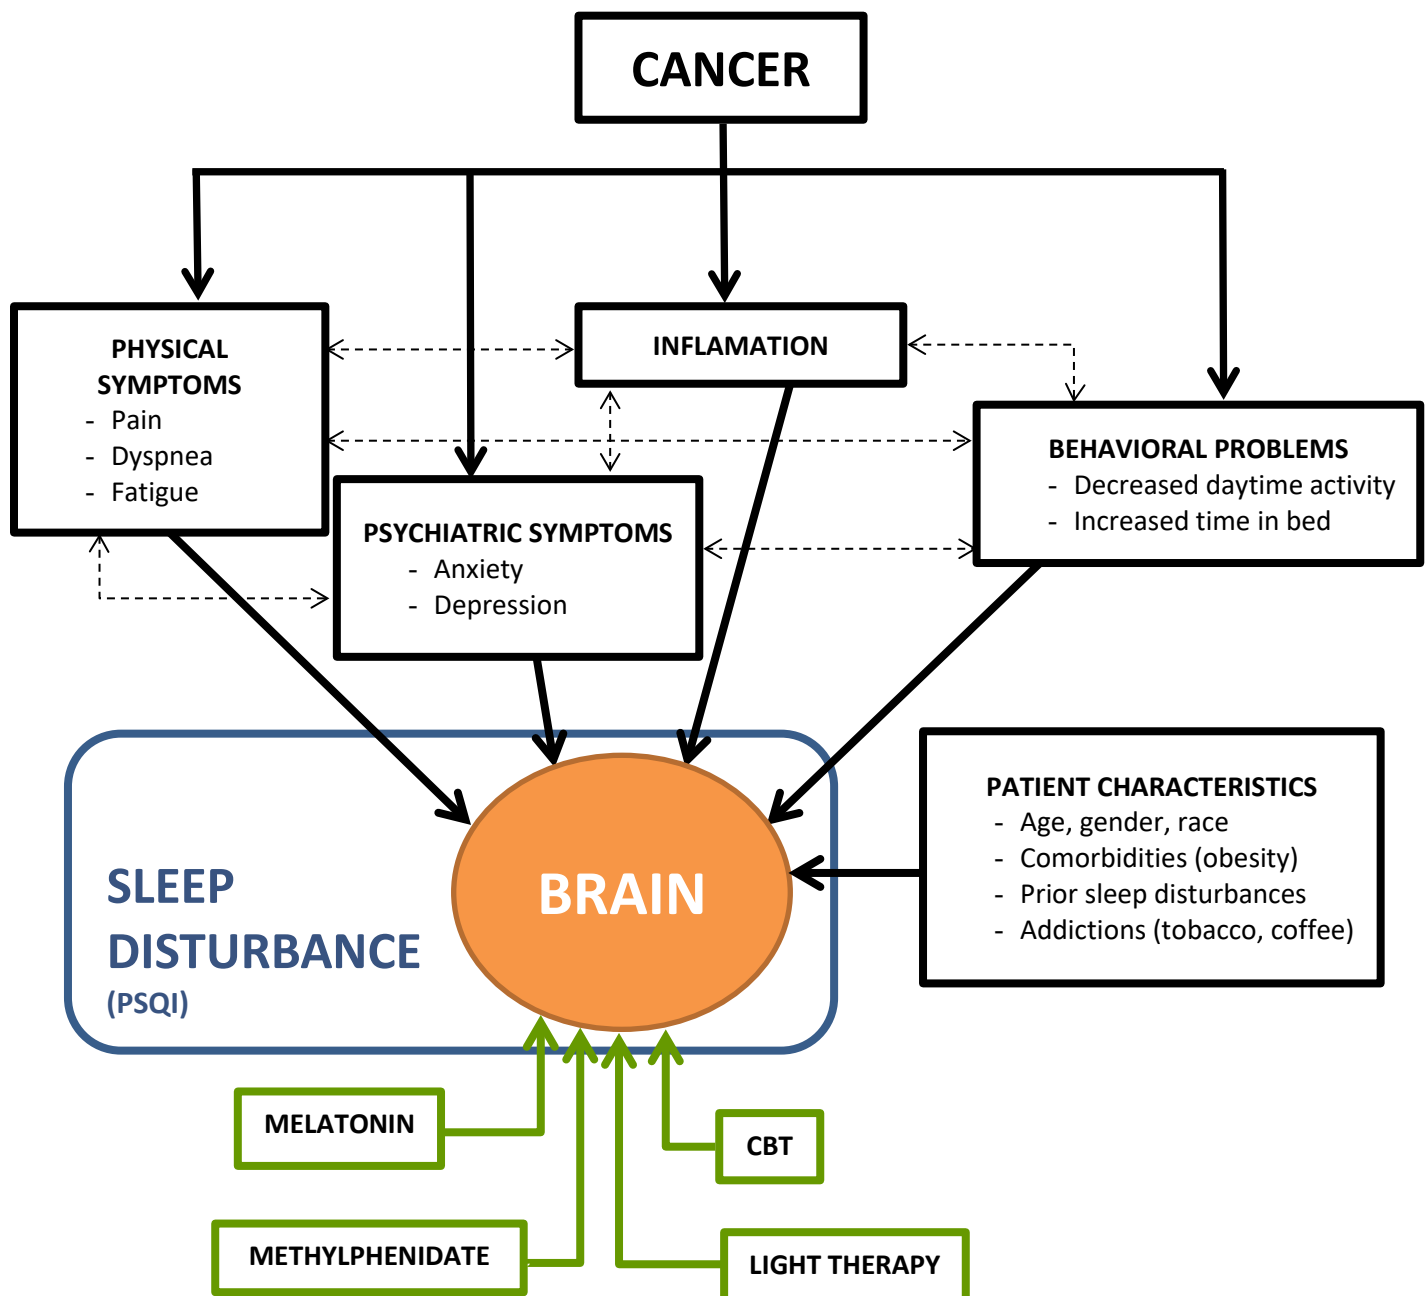 CANCER
PHYSICAL
SYMPTOMS
- Pain
- Dyspnea
- Fatigue
INFLAMATION
PSYCHIATRIC SYMPTOMS
- Anxiety
- Depression
BEHAVIORAL PROBLEMS
- Decreased daytime activity
- Increased time in bed
SLEEP
DISTURBANCE
(PSQI)
BRAIN
PATIENT CHARACTERISTICS
- Age, gender, race
- Comorbidities (obesity)
- Prior sleep disturbances
- Addictions (tobacco, coffee)
MELATONIN
CBT
METHYLPHENIDATE
LIGHT THERAPY